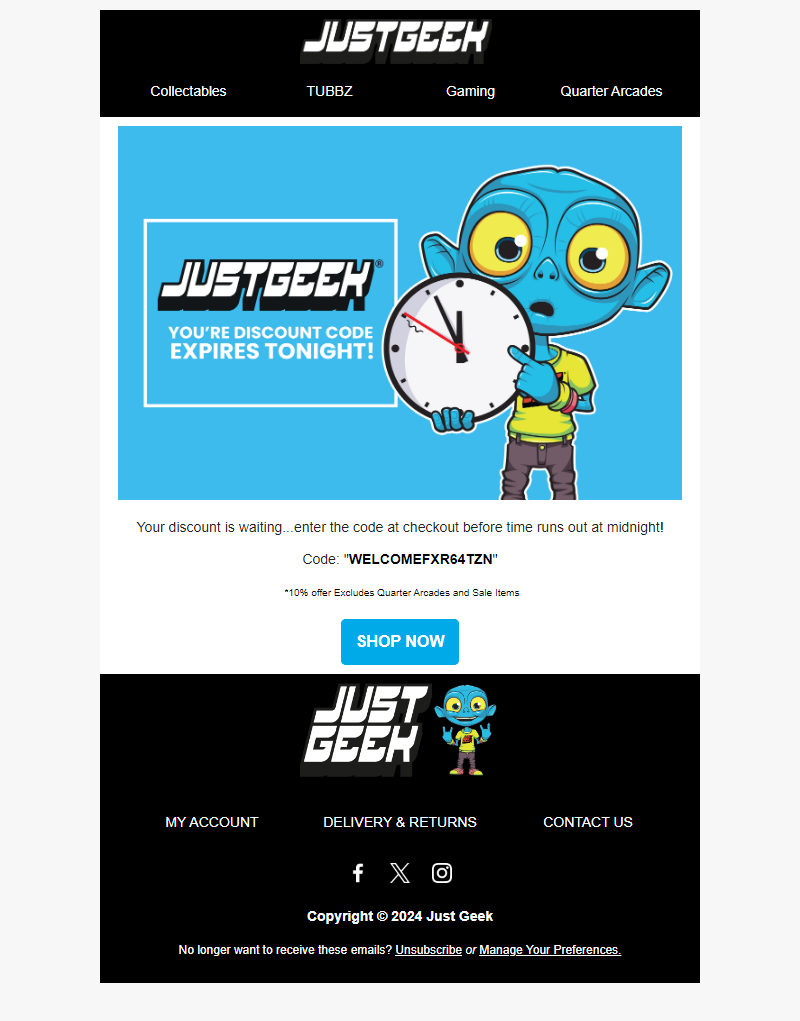 JUSTGEEK
Collectables TUBBZ Gaming Quarter Arcades
JUSTGEEK®
YOU'RE DISCOUNT CODE
EXPIRES TONIGHT!
Your discount is waiting...enter the code at checkout before time runs out at midnight!
Code: "WELCOMEFXR64TZN"
*10% offer Excludes Quarter Arcades and Sale Items
SHOP NOW
JUST
GEEK
MY ACCOUNT DELIVERY & RETURNS CONTACT US
Copyright © 2024 Just Geek
No longer want to receive these emails? Unsubscribe or Manage Your Preferences.